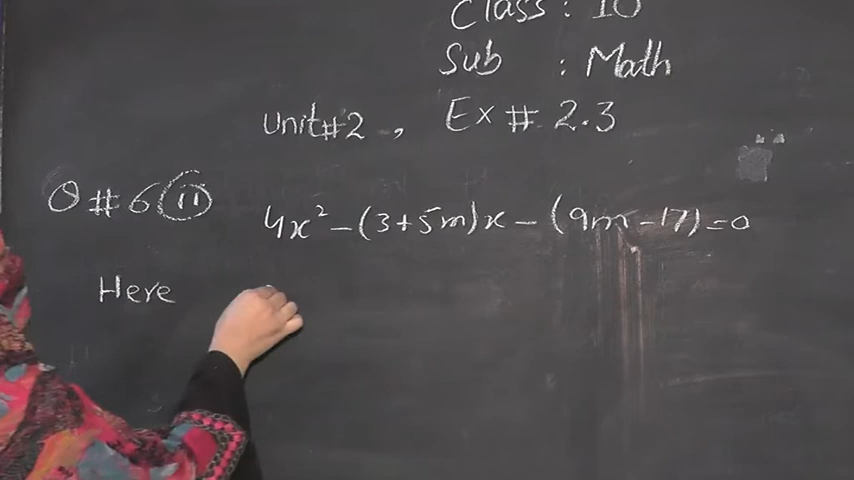 Class : 10
Sub : Math
Unit#2 , Ex # 2.3
Q # 6 (ii) 4x² - (3+5m)x - (9m-17) = 0
Here